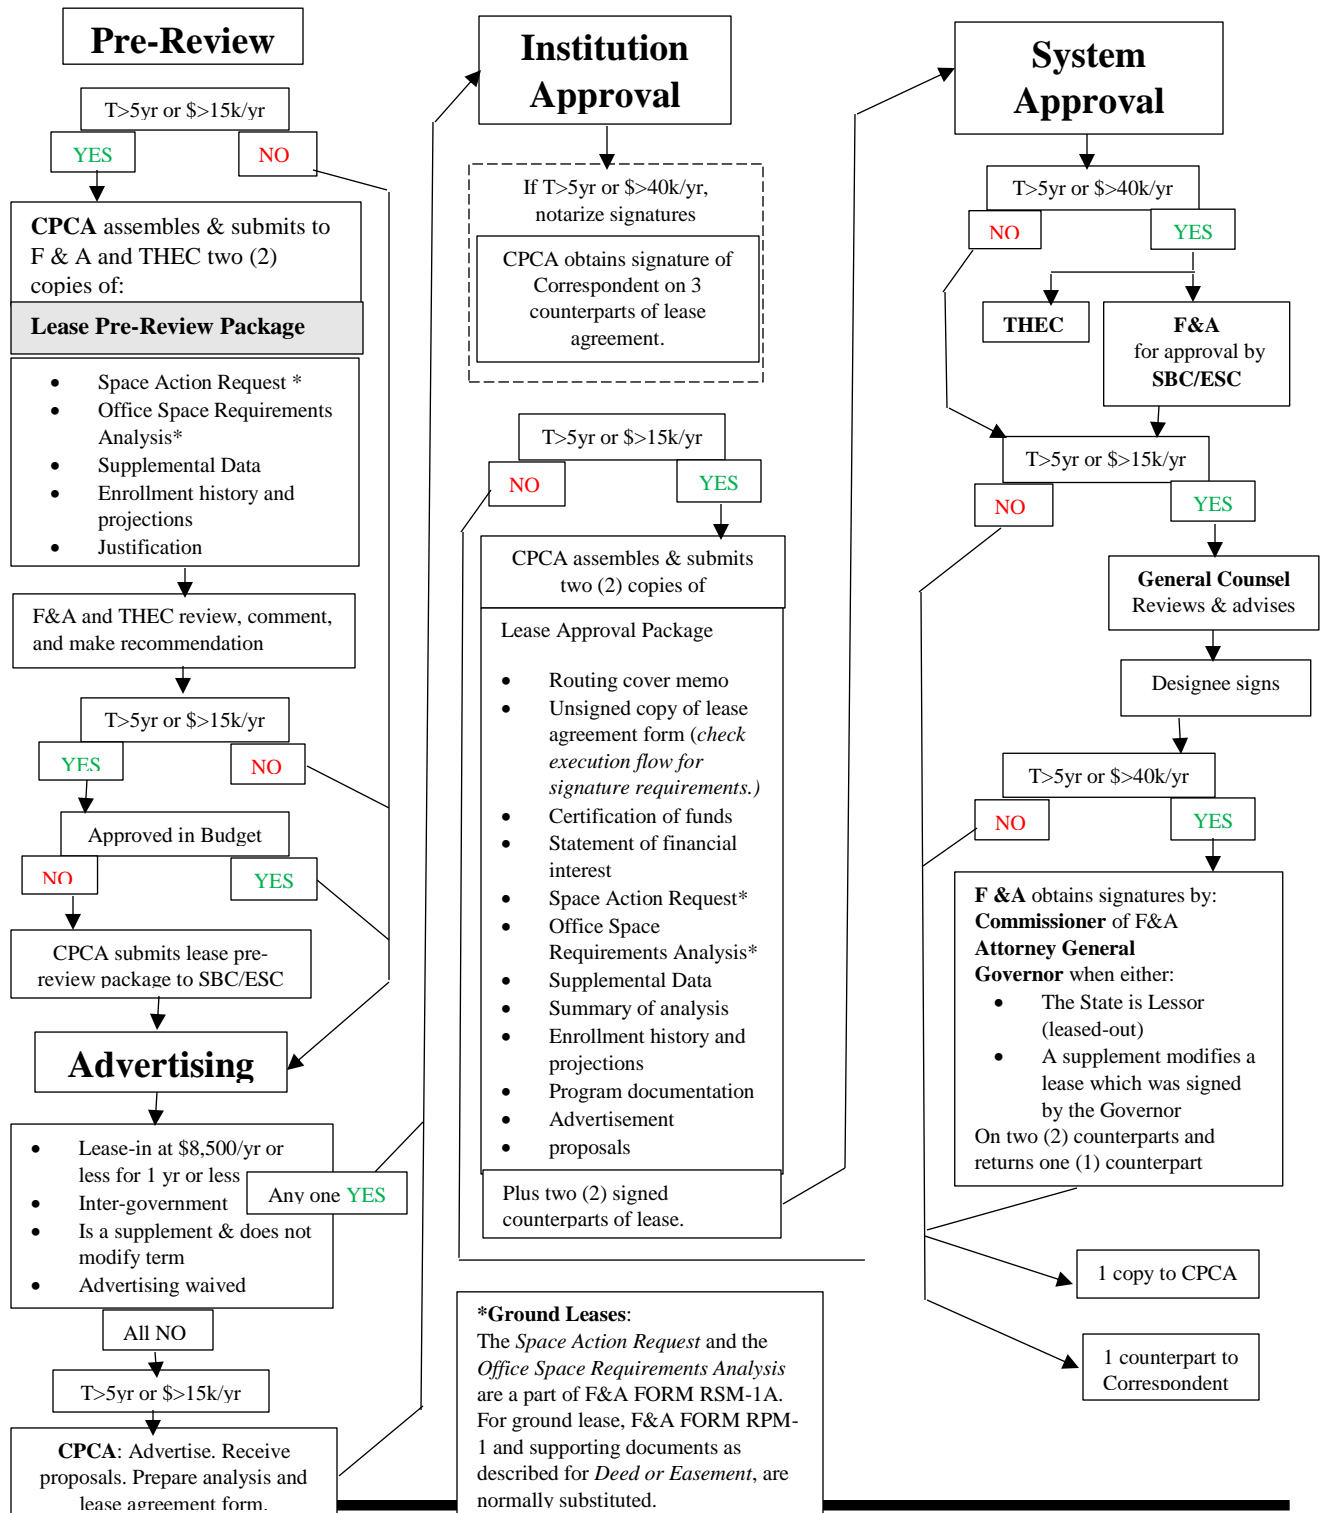 Pre-Review
T>5yr or $>15k/yr
YES
NO
CPCA assembles & submits to
F & A and THEC two (2)
copies of:
Lease Pre-Review Package
• Space Action Request *
• Office Space Requirements
Analysis*
• Supplemental Data
• Enrollment history and
projections
• Justification
F&A and THEC review, comment,
and make recommendation
T>5yr or $>15k/yr
YES
NO
Approved in Budget
NO
YES
CPCA submits lease pre-
review package to SBC/ESC
Advertising
• Lease-in at $8,500/yr or
less for 1 yr or less
• Inter-government
• Is a supplement & does not
modify term
• Advertising waived
Any one YES
All NO
T>5yr or $>15k/yr
CPCA: Advertise. Receive
proposals. Prepare analysis and
lease agreement form.
Institution
Approval
If T>5yr or $>40k/yr,
notarize signatures
CPCA obtains signature of
Correspondent on 3
counterparts of lease
agreement.
T>5yr or $>15k/yr
NO
YES
CPCA assembles & submits
two (2) copies of
Lease Approval Package
• Routing cover memo
• Unsigned copy of lease
agreement form (check
execution flow for
signature requirements.)
• Certification of funds
• Statement of financial
interest
• Space Action Request*
• Office Space
Requirements Analysis*
• Supplemental Data
• Summary of analysis
• Enrollment history and
projections
• Program documentation
• Advertisement
• proposals
Plus two (2) signed
counterparts of lease.
*Ground Leases:
The Space Action Request and the
Office Space Requirements Analysis
are a part of F&A FORM RSM-1A.
For ground lease, F&A FORM RPM-
1 and supporting documents as
described for Deed or Easement, are
normally substituted.
System
Approval
T>5yr or $>40k/yr
NO
YES
THEC
F&A
for approval by
SBC/ESC
T>5yr or $>15k/yr
NO
YES
General Counsel
Reviews & advises
Designee signs
T>5yr or $>40k/yr
NO
YES
F &A obtains signatures by:
Commissioner of F&A
Attorney General
Governor when either:
• The State is Lessor
(leased-out)
• A supplement modifies a
lease which was signed
by the Governor
On two (2) counterparts and
returns one (1) counterpart
1 copy to CPCA
1 counterpart to
Correspondent